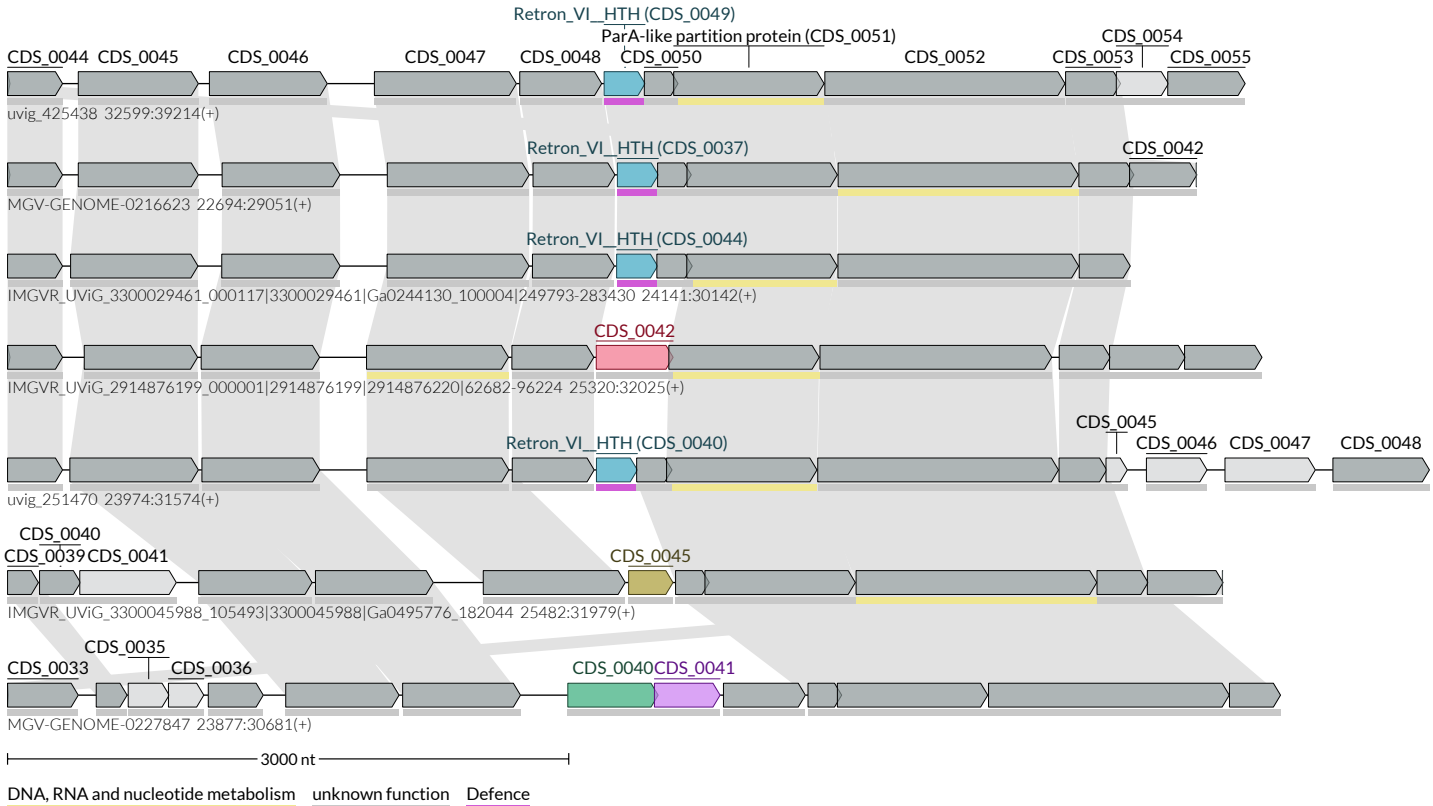 Retron_VI__HTH (CDS_0049)
ParA-like partition protein (CDS_0051) CDS_0054
CDS_0044 CDS_0045 CDS_0046 CDS_0047 CDS_0048 CDS_0050 CDS_0052 CDS_0053 CDS_0055
uvig_425438 32599:39214(+)
Retron_VI__HTH (CDS_0037) CDS_0042
MGV-GENOME-0216623 22694:29051(+)
Retron_VI__HTH (CDS_0044)
IMGVR_UViG_3300029461_000117|3300029461|Ga0244130_100004|249793-283430 24141:30142(+)
CDS_0042
IMGVR_UViG_2914876199_000001|2914876199|2914876220|62682-96224 25320:32025(+)
CDS_0045
Retron_VI__HTH (CDS_0040) CDS_0046 CDS_0047 CDS_0048
uvig_251470 23974:31574(+)
CDS_0040
CDS_0039 CDS_0041 CDS_0045
IMGVR_UViG_3300045988_105493|3300045988|Ga0495776_182044 25482:31979(+)
CDS_0035
CDS_0033 CDS_0036 CDS_0040 CDS_0041
MGV-GENOME-0227847 23877:30681(+)
3000 nt
DNA, RNA and nucleotide metabolism unknown function Defence